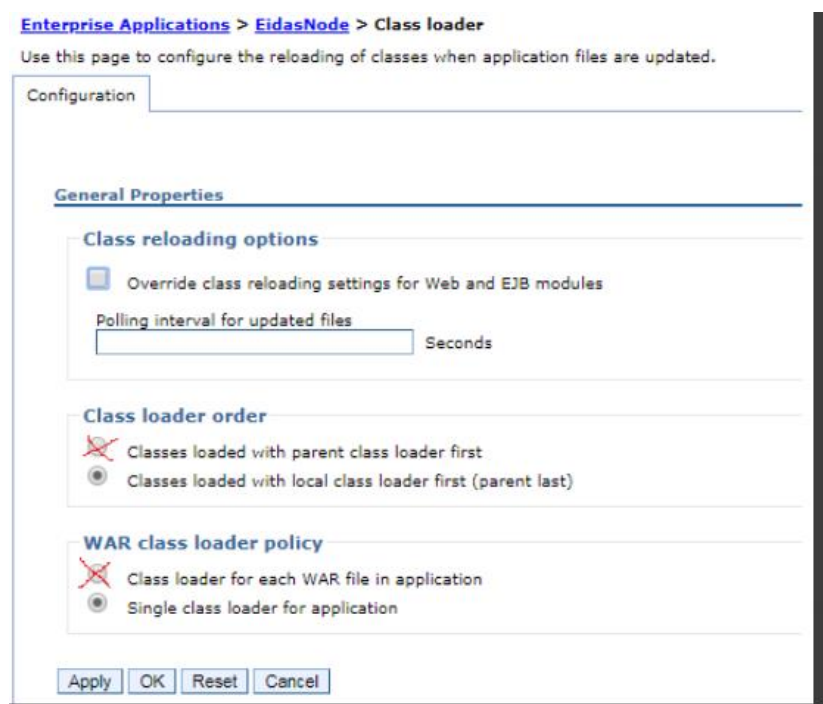 Enterprise Applications > EidasNode > Class loader
Use this page to configure the reloading of classes when application files are updated.
Configuration
General Properties
Class reloading options
Override class reloading settings for Web and EJB modules
Polling interval for updated files
Seconds
Class loader order
Classes loaded with parent class loader first
Classes loaded with local class loader first (parent last)
WAR class loader policy
Class loader for each WAR file in application
Single class loader for application
Apply OK Reset Cancel